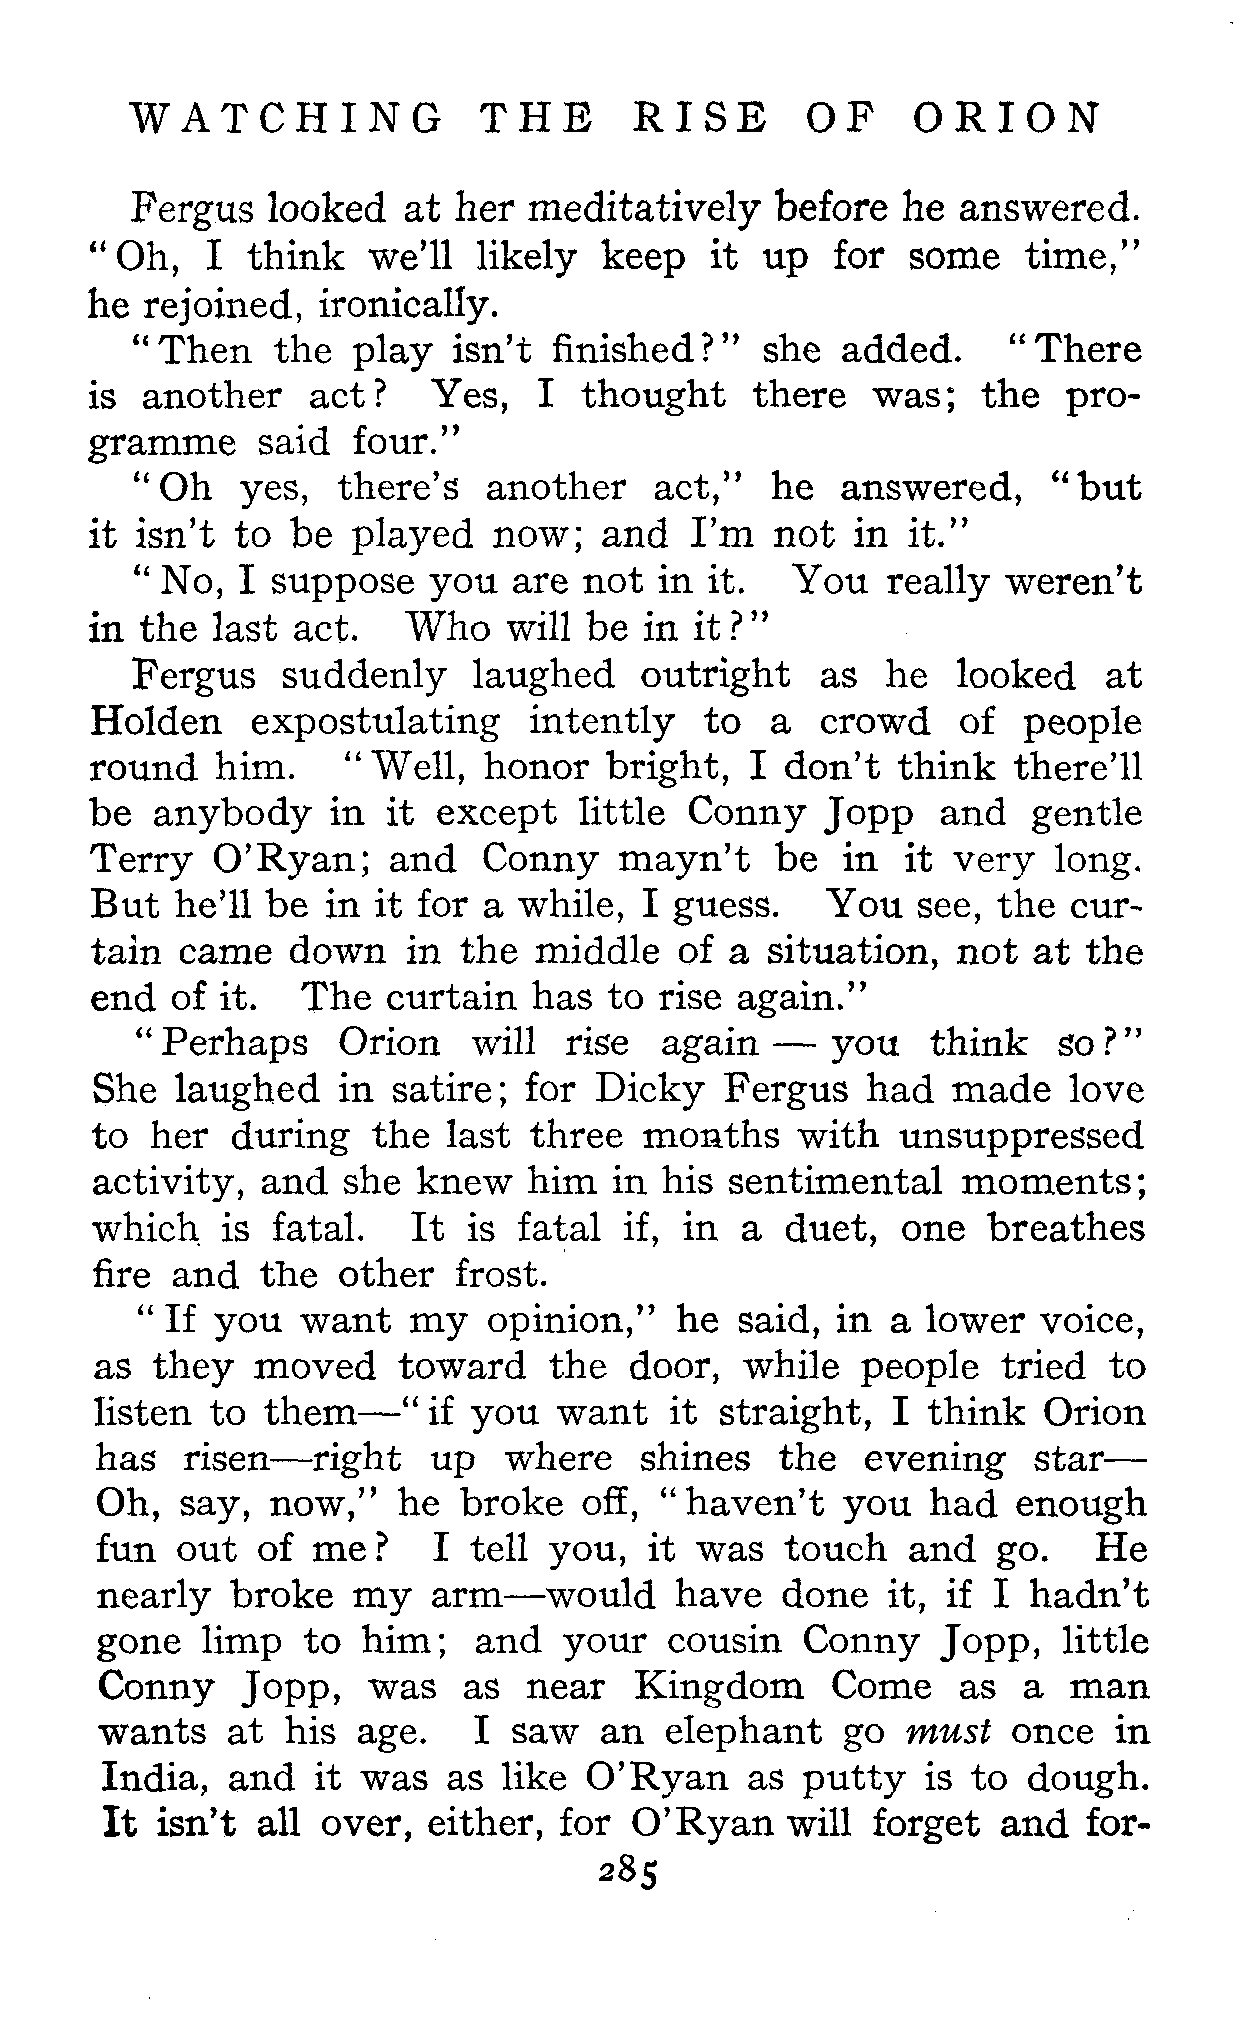 WATCHING THE RISE OF ORION
Fergus looked at her meditatively before he answered.
"Oh, I think we'll likely keep it up for some time,"
he rejoined, ironically.
"Then the play isn't finished?" she added. "There
is another act? Yes, I thought there was; the pro-
gramme said four."
"Oh yes, there's another act," he answered, "but
it isn't to be played now; and I'm not in it."
"No, I suppose you are not in it. You really weren't
in the last act. Who will be in it?"
Fergus suddenly laughed outright as he looked at
Holden expostulating intently to a crowd of people
round him. "Well, honor bright, I don't think there'll
be anybody in it except little Conny Jopp and gentle
Terry O'Ryan; and Conny mayn't be in it very long.
But he'll be in it for a while, I guess. You see, the cur-
tain came down in the middle of a situation, not at the
end of it. The curtain has to rise again."
"Perhaps Orion will rise again — you think so?"
She laughed in satire; for Dicky Fergus had made love
to her during the last three months with unsuppressed
activity, and she knew him in his sentimental moments;
which is fatal. It is fatal if, in a duet, one breathes
fire and the other frost.
"If you want my opinion," he said, in a lower voice,
as they moved toward the door, while people tried to
listen to them—"if you want it straight, I think Orion
has risen—right up where shines the evening star—
Oh, say, now," he broke off, "haven't you had enough
fun out of me? I tell you, it was touch and go. He
nearly broke my arm—would have done it, if I hadn't
gone limp to him; and your cousin Conny Jopp, little
Conny Jopp, was as near Kingdom Come as a man
wants at his age. I saw an elephant go must once in
India, and it was as like O'Ryan as putty is to dough.
It isn't all over, either, for O'Ryan will forget and for-
285